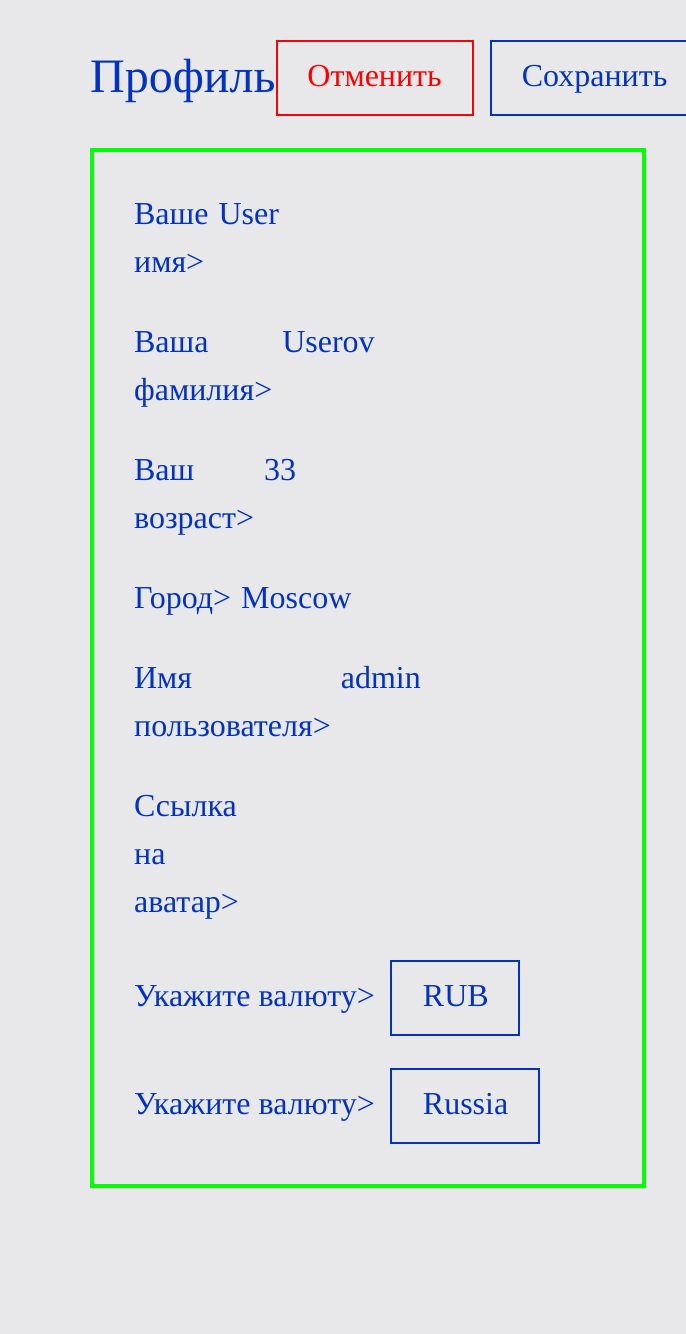 Профиль Отменить Сохранить
Ваше User
имя>
Ваша Userov
фамилия>
Ваш 33
возраст>
Город> Moscow
Имя admin
пользователя>
Ссылка
на
аватар>
Укажите валюту> RUB
Укажите валюту> Russia